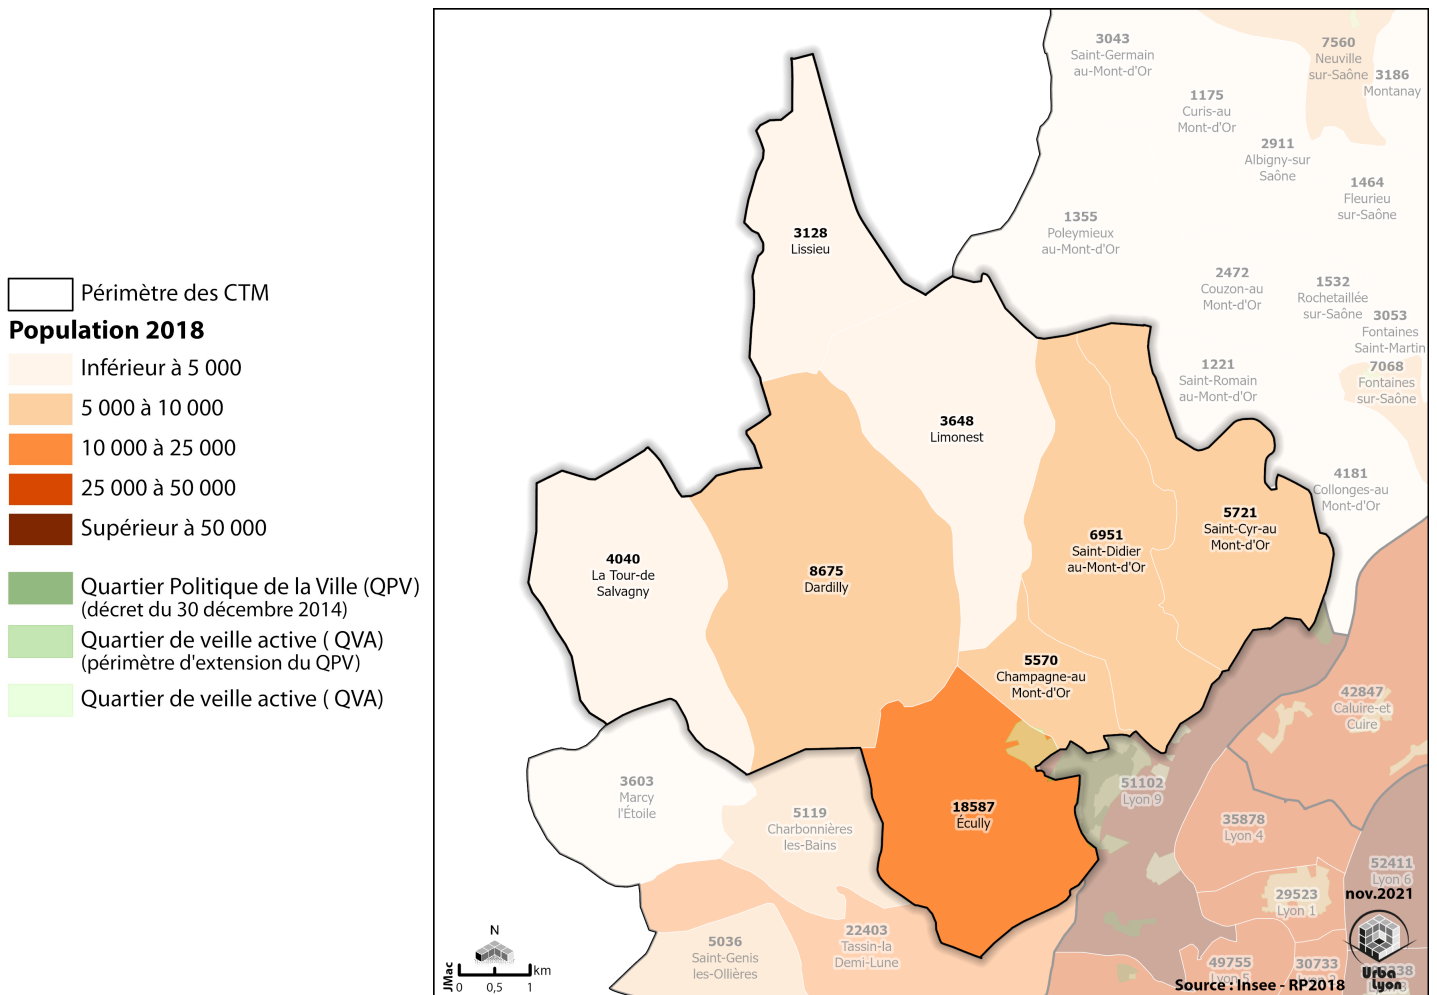 Périmètre des CTM
Population 2018
Inférieur à 5 000
5 000 à 10 000
10 000 à 25 000
25 000 à 50 000
Supérieur à 50 000
Quartier Politique de la Ville (QPV)
(décret du 30 décembre 2014)
Quartier de veille active ( QVA)
(périmètre d'extension du QPV)
Quartier de veille active ( QVA)
3043
Saint-Germain
au-Mont-d'Or
7560
Neuville
sur-Saône
3186
Montanay
1175
Curis-au
Mont-d'Or
2911
Albigny-sur
Saône
1464
Fleurieu
sur-Saône
1355
Poleymieux
au-Mont-d'Or
3128
Lissieu
2472
Couzon-au
Mont-d'Or
1532
Rochetaillée
sur-Saône
3053
Fontaines
Saint-Martin
1221
Saint-Romain
au-Mont-d'Or
7068
Fontaines
sur-Saône
3648
Limonest
4181
Collonges-au
Mont-d'Or
5721
Saint-Cyr-au
Mont-d'Or
6951
Saint-Didier
au-Mont-d'Or
4040
La Tour-de
Salvagny
8675
Dardilly
5570
Champagne-au
Mont-d'Or
42847
Caluire-et
Cuire
3603
Marcy
l'Étoile
5119
Charbonnières
les-Bains
18587
Écully
51102
Lyon 9
35878
Lyon 4
52411
Lyon 6
29523
Lyon 1
nov.2021
5036
Saint-Genis
les-Ollières
22403
Tassin-la
Demi-Lune
49755
Lyon 5
30733
N
JMac
0 0,5 1 km
Source : Insee - RP2018
Urba
Lyon